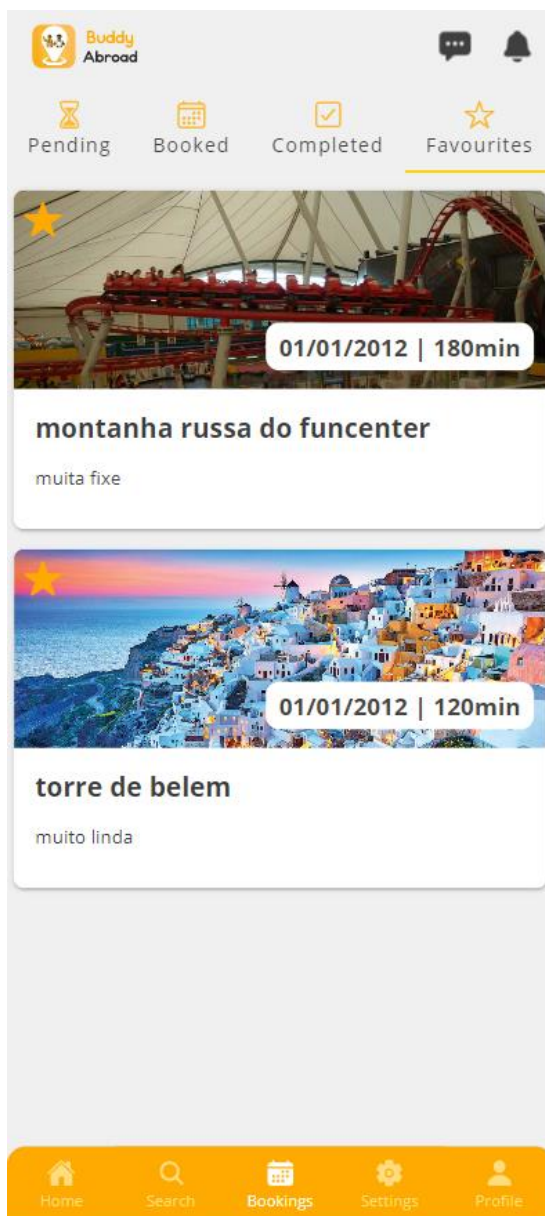 Buddy
Abroad
Pending Booked Completed Favourites
01/01/2012 | 180min
montanha russa do funcenter
muita fixe
01/01/2012 | 120min
torre de belem
muito linda
Home Search Bookings Settings Profile